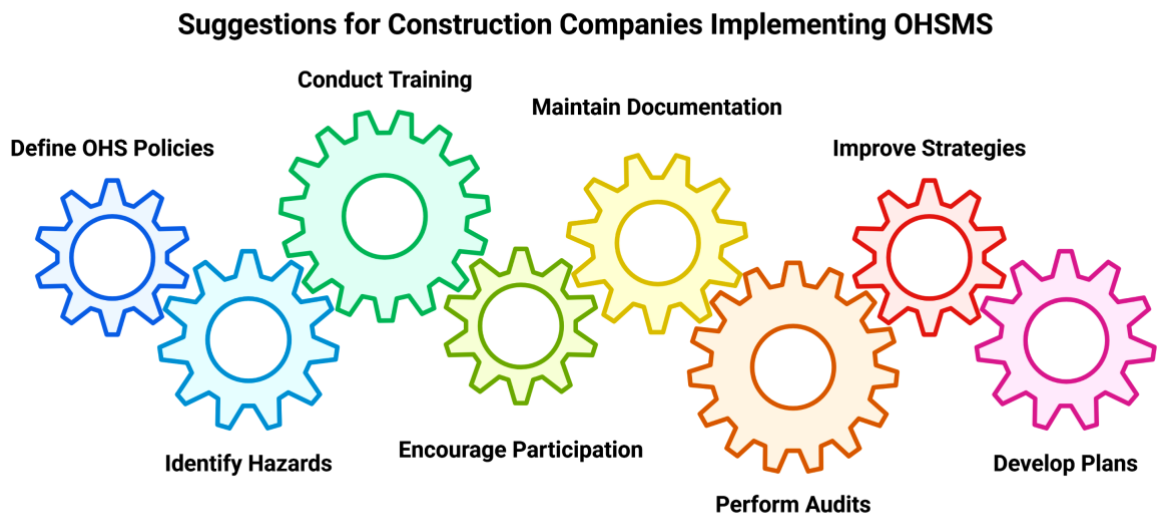 Suggestions for Construction Companies Implementing OHSMS
Conduct Training
Maintain Documentation
Define OHS Policies
Improve Strategies
Encourage Participation
Identify Hazards
Develop Plans
Perform Audits